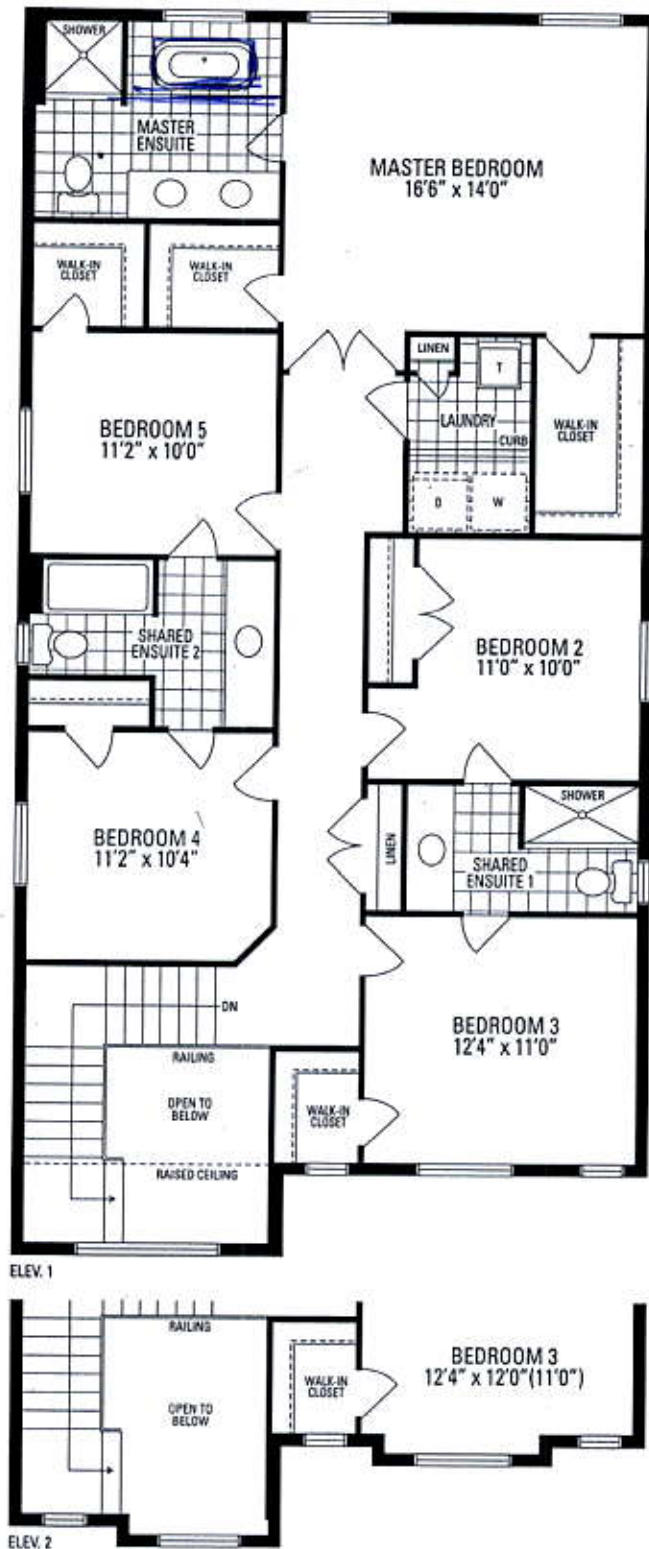 SHOWER
MASTER
ENSUITE
MASTER BEDROOM
16'6" x 14'0"
WALK-IN
CLOSET
WALK-IN
CLOSET
LINEN
T
LAUNDRY
CURB
WALK-IN
CLOSET
D
W
BEDROOM 5
11'2" x 10'0"
SHARED
ENSUITE 2
BEDROOM 2
11'0" x 10'0"
BEDROOM 4
11'2" x 10'4"
LINEN
SHOWER
SHARED
ENSUITE 1
DN
RAILING
OPEN TO
BELOW
RAISED CEILING
WALK-IN
CLOSET
BEDROOM 3
12'4" x 11'0"
ELEV. 1
RAILING
OPEN TO
BELOW
WALK-IN
CLOSET
BEDROOM 3
12'4" x 12'0"(11'0")
ELEV. 2